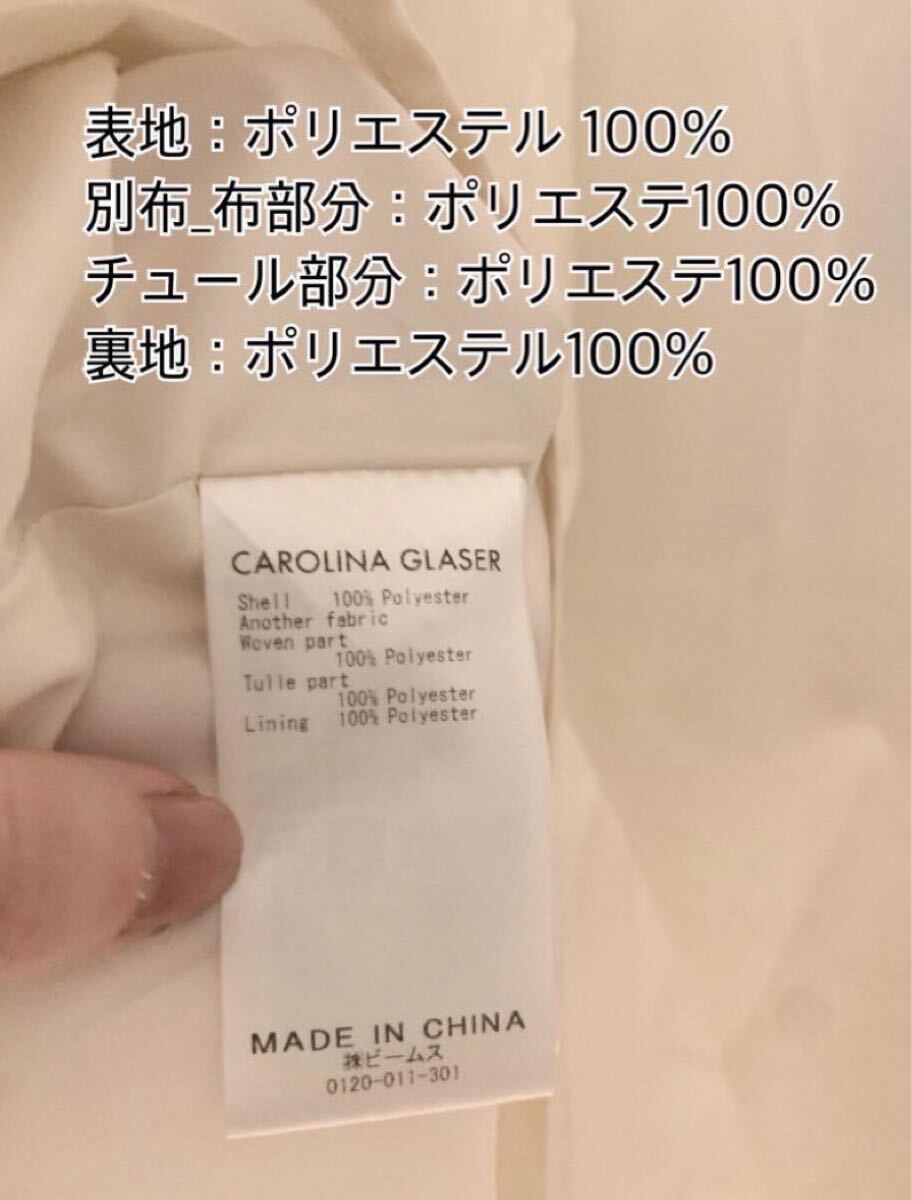 表地：ポリエステル 100%
別布_布部分：ポリエステ100%
チュール部分：ポリエステ100%
裏地：ポリエステル100%
CAROLINA GLASER
Shell 100% Polyester
Another fabric
Woven part
100% Polyester
Tulle part
100% Polyester
Lining 100% Polyester
MADE IN CHINA
㈱ビームス
0120-011-301